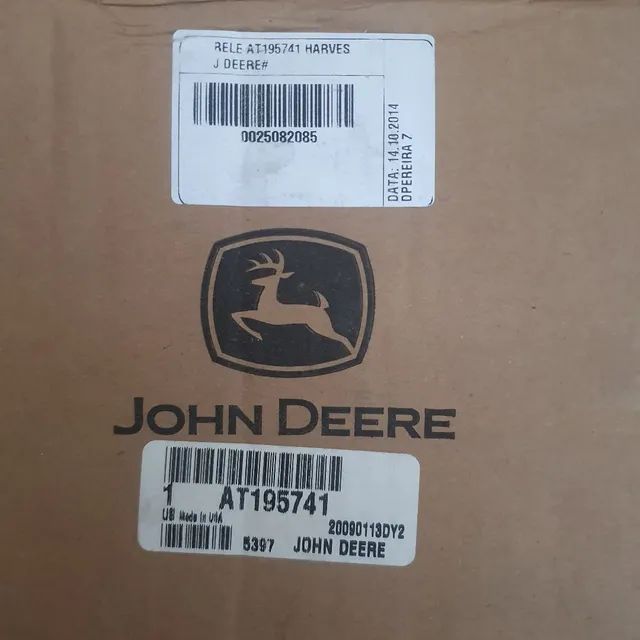 RELE AT195741 HARVES
J DEERE#
0025082085
DATA: 14.10.2014
DPEREIRA 7
JOHN DEERE
1 AT195741
US Made in USA
20090113DY2
5397 JOHN DEERE